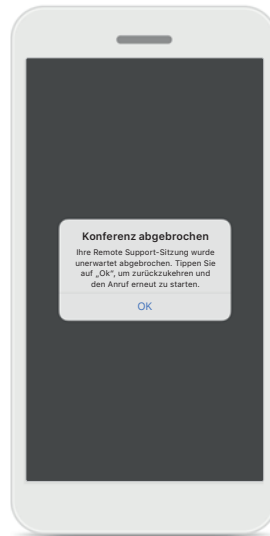 Konferenz abgebrochen
Ihre Remote Support-Sitzung wurde
unerwartet abgebrochen. Tippen Sie
auf „Ok“, um zurückzukehren und
den Anruf erneut zu starten.
OK